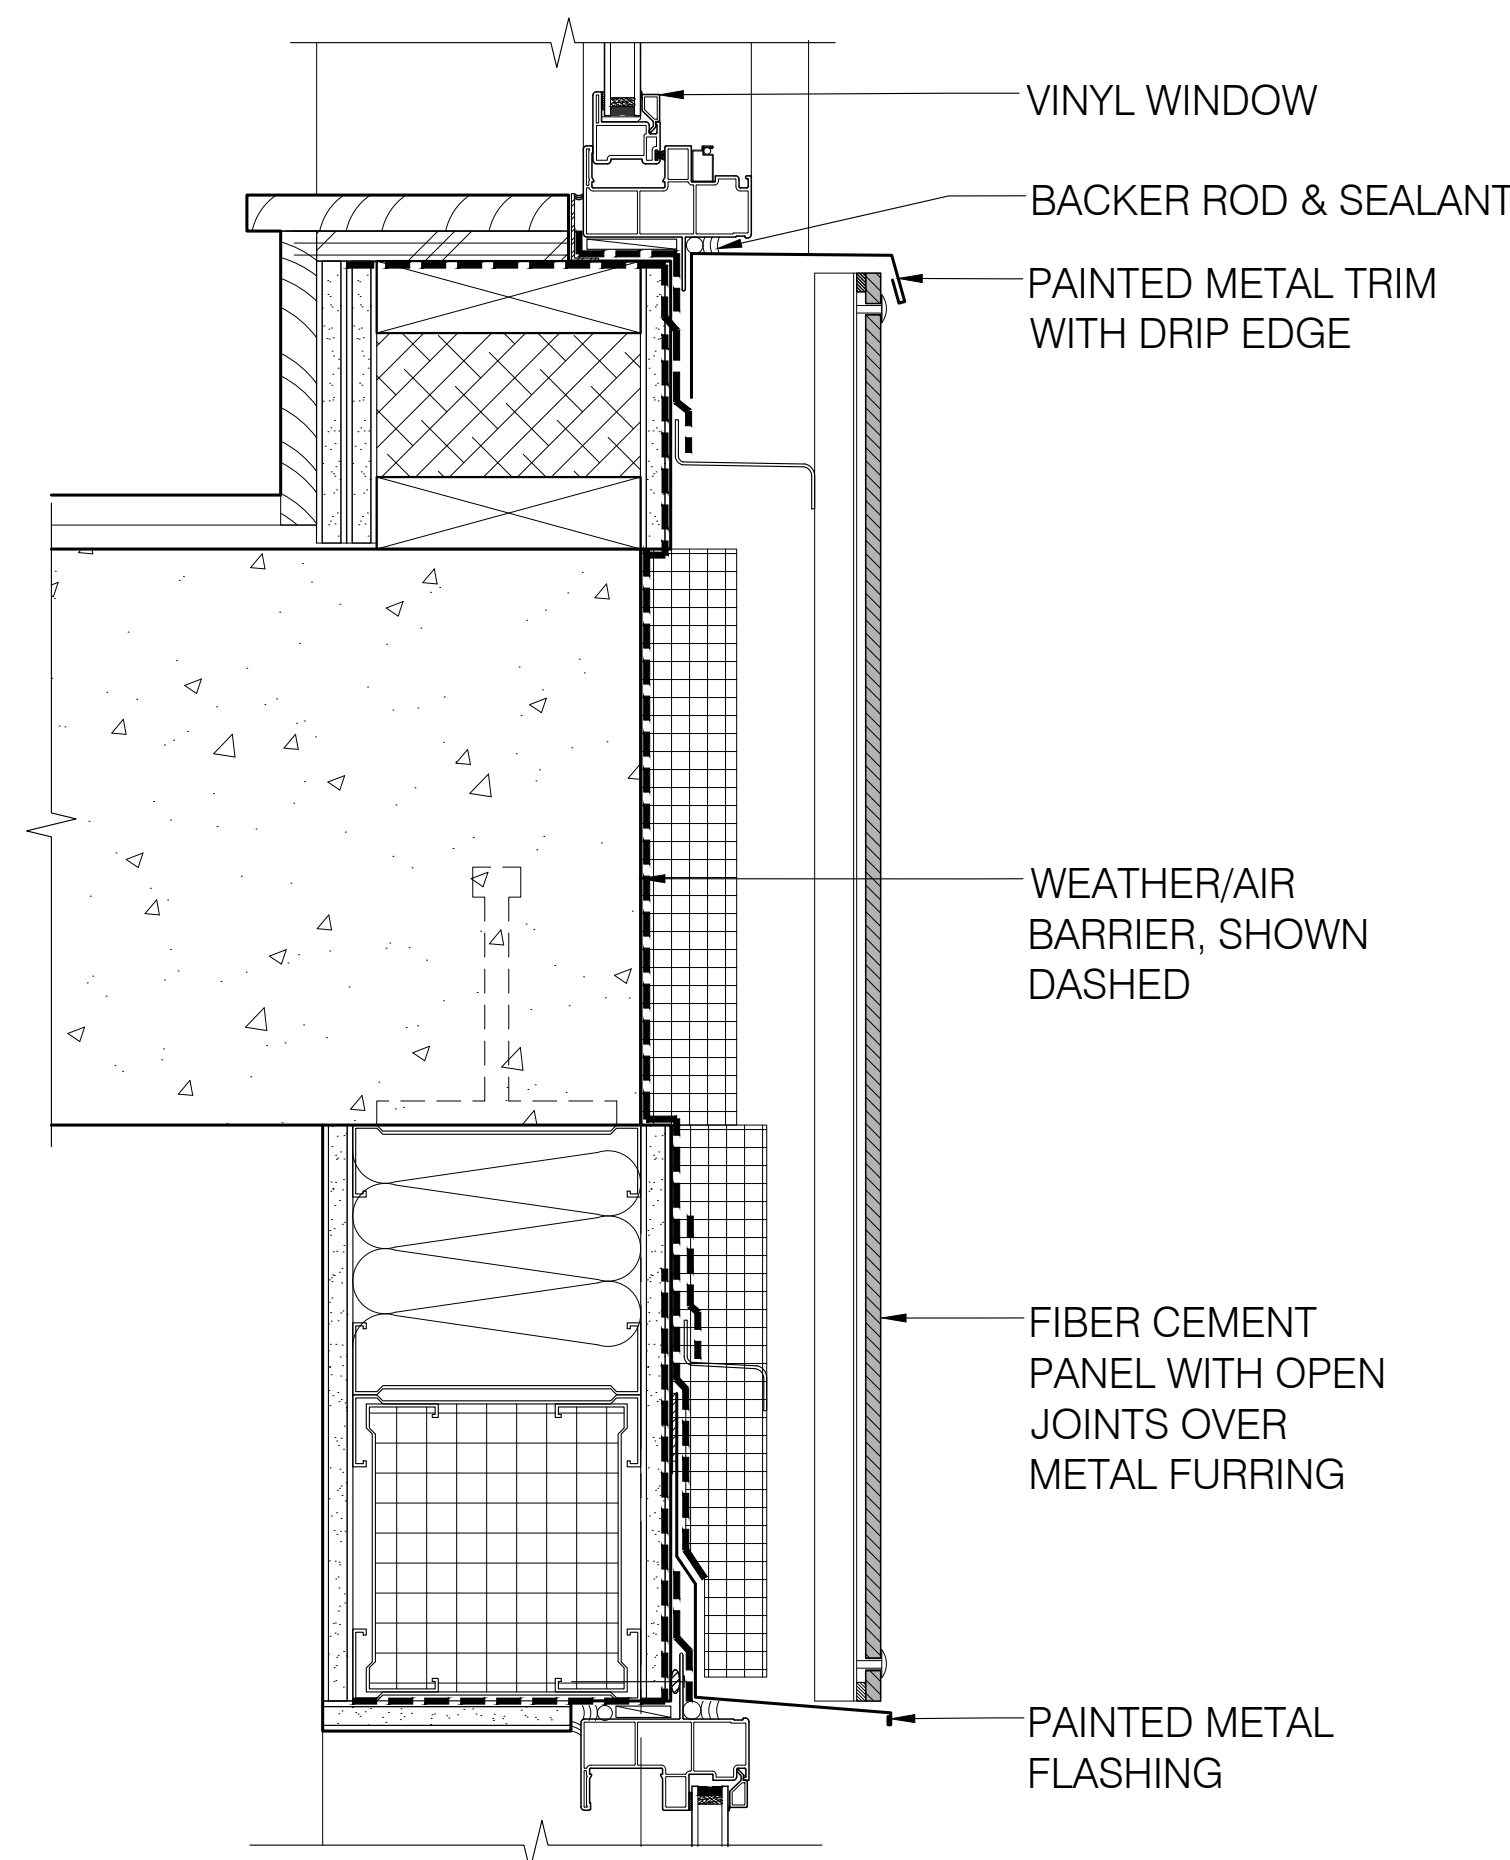 VINYL WINDOW
BACKER ROD & SEALANT
PAINTED METAL TRIM
WITH DRIP EDGE
WEATHER/AIR
BARRIER, SHOWN
DASHED
FIBER CEMENT
PANEL WITH OPEN
JOINTS OVER
METAL FURRING
PAINTED METAL
FLASHING